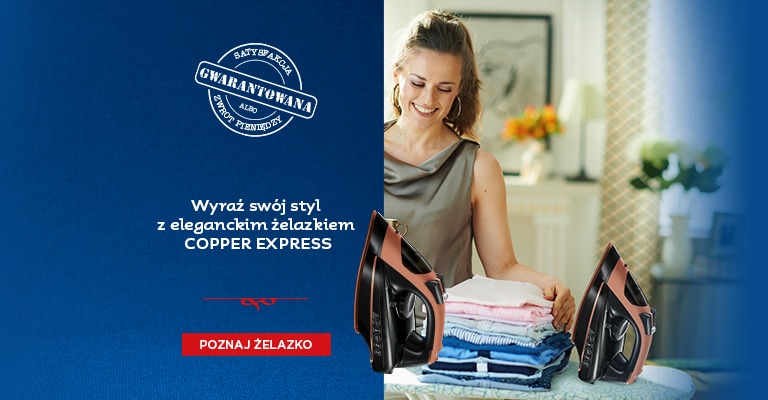 SATYSFAKCJA
GWARANTOWANA
ALBO
ZWROT PIENIĘDZY
Wyraź swój styl
z eleganckim żelazkiem
COPPER EXPRESS
POZNAJ ŻELAZKO